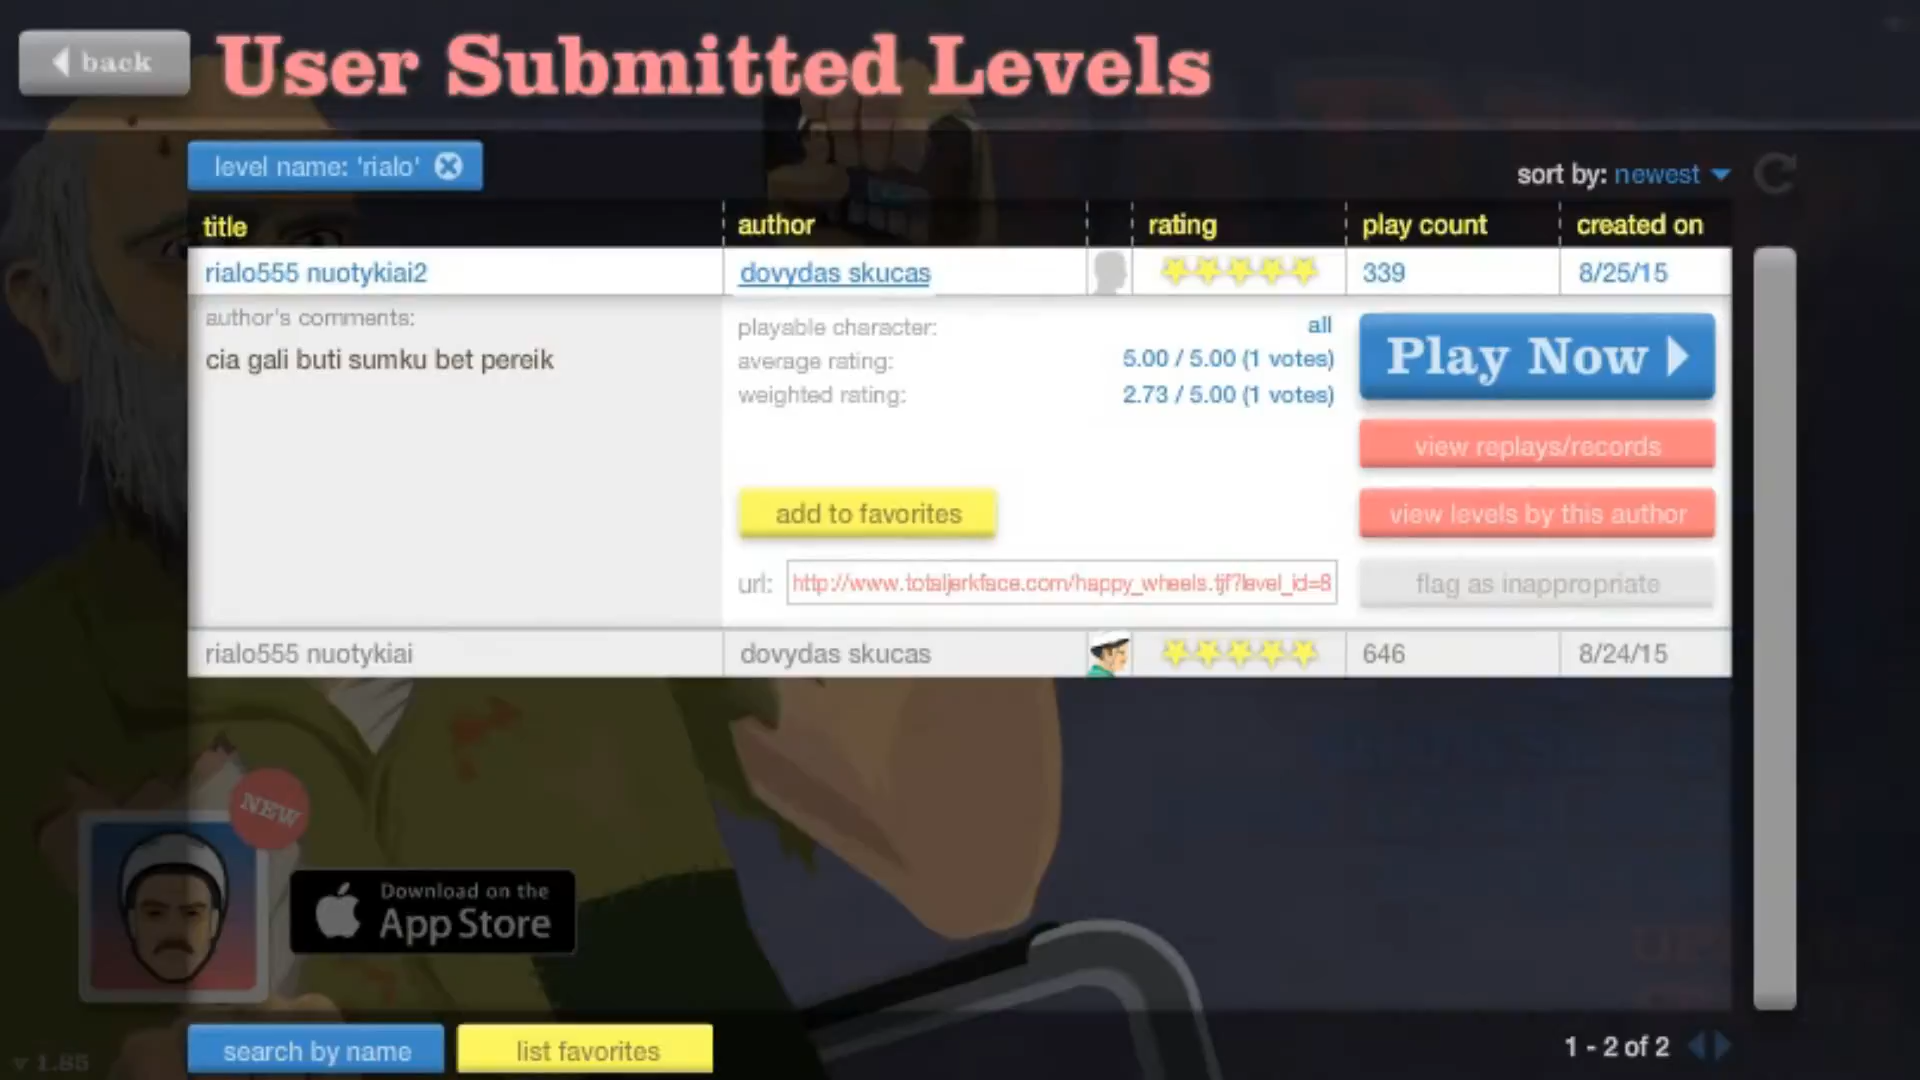 back
User Submitted Levels
level name: 'rialo'
sort by: newest
title author rating play count created on
rialo555 nuotykiai2 dovydas skucas 339 8/25/15
author's comments:
cia gali buti sumku bet pereik
playable character: all
average rating: 5.00 / 5.00 (1 votes)
weighted rating: 2.73 / 5.00 (1 votes)
Play Now
view replays/records
add to favorites
view levels by this author
url: http://www.totaljerkface.com/happy_wheels.tjf?level_id=8
flag as inappropriate
rialo555 nuotykiai dovydas skucas 646 8/24/15
NEW
Download on the
App Store
search by name
list favorites
1 - 2 of 2
v 1.85